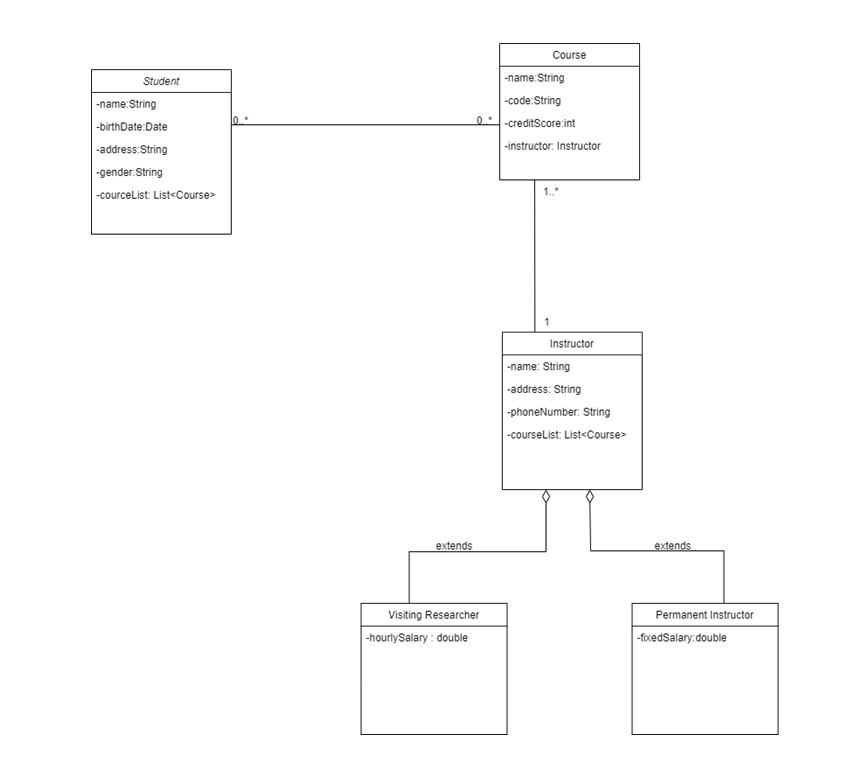 Student
-name:String
-birthDate:Date
-address:String
-gender:String
-courceList: List<Course>
0..*
0..*
Course
-name:String
-code:String
-creditScore:int
-instructor: Instructor
1..*
1
Instructor
-name: String
-address: String
-phoneNumber: String
-courseList: List<Course>
extends
extends
Visiting Researcher
-hourlySalary : double
Permanent Instructor
-fixedSalary:double